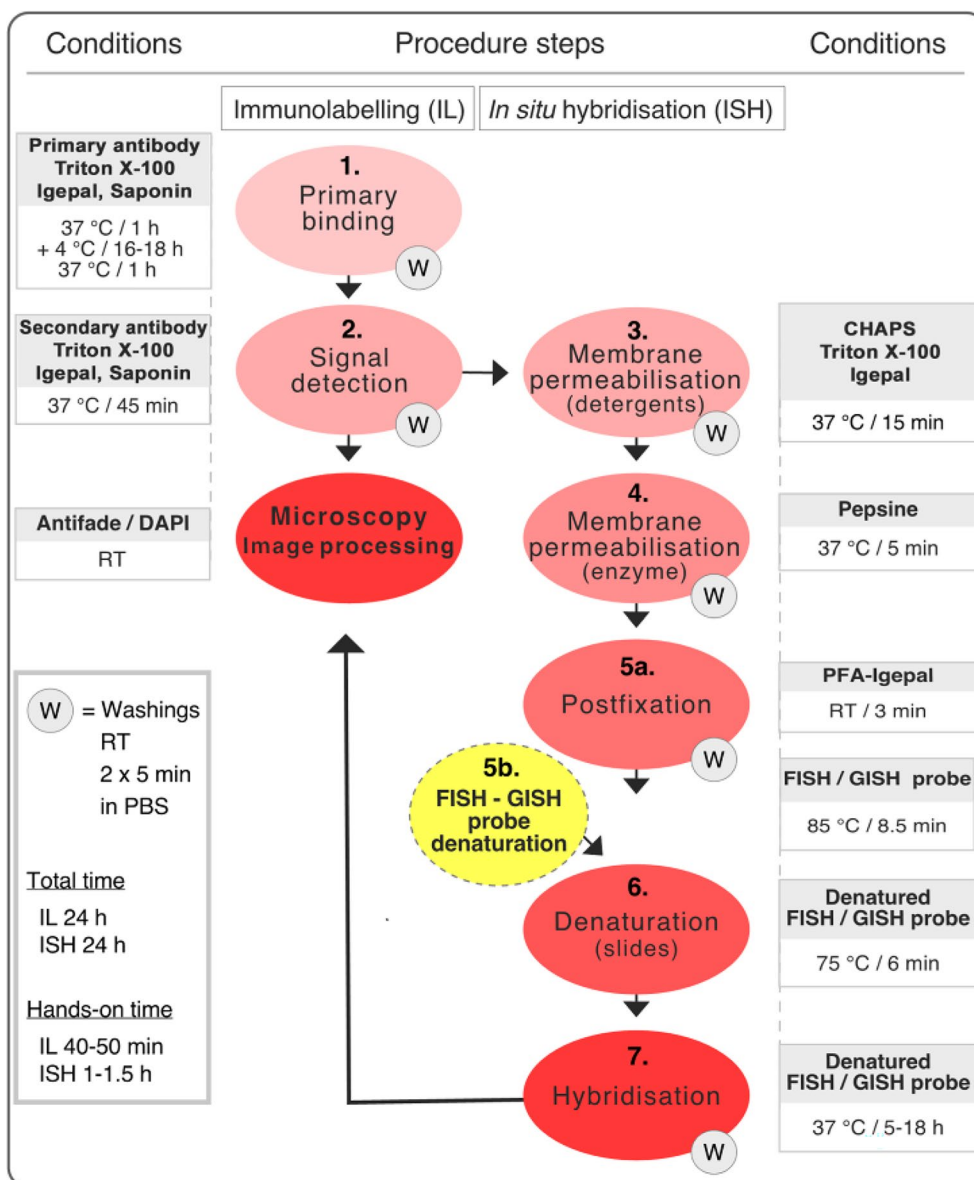 Conditions
Procedure steps
Conditions
Immunolabelling (IL)
In situ hybridisation (ISH)
Primary antibody
Triton X-100
Igepal, Saponin
37 °C / 1 h
+ 4 °C / 16-18 h
37 °C / 1 h
1.
Primary
binding
W
Secondary antibody
Triton X-100
Igepal, Saponin
37 °C / 45 min
2.
Signal
detection
W
3.
Membrane
permeabilisation
(detergents)
W
CHAPS
Triton X-100
Igepal
37 °C / 15 min
Antifade / DAPI
RT
Microscopy
Image processing
4.
Membrane
permeabilisation
(enzyme)
W
Pepsine
37 °C / 5 min
5a.
Postfixation
W
PFA-Igepal
RT / 3 min
5b.
FISH - GISH
probe
denaturation
FISH / GISH probe
85 °C / 8.5 min
6.
Denaturation
(slides)
Denatured
FISH / GISH probe
75 °C / 6 min
7.
Hybridisation
W
Denatured
FISH / GISH probe
37 °C / 5-18 h
W = Washings
RT
2 x 5 min
in PBS
Total time
IL 24 h
ISH 24 h
Hands-on time
IL 40-50 min
ISH 1-1.5 h